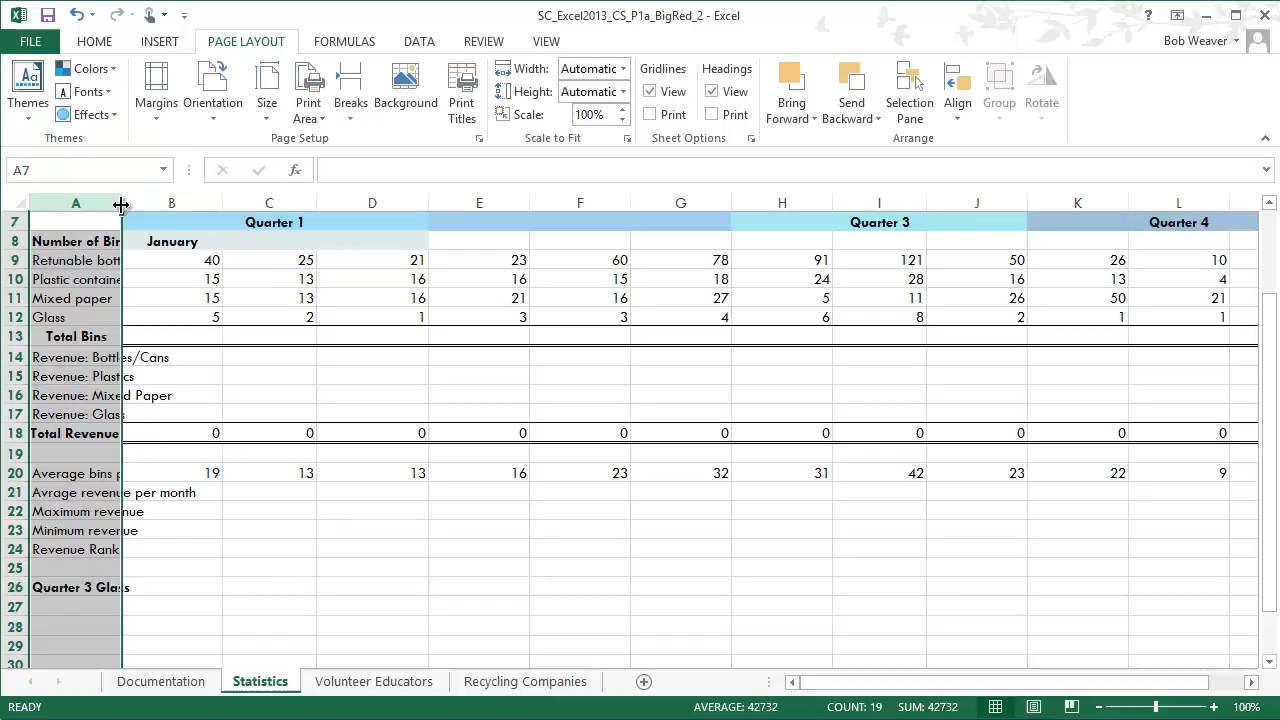 SC_Excel2013_CS_P1a_BigRed_2 - Excel
FILE HOME INSERT PAGE LAYOUT FORMULAS DATA REVIEW VIEW Bob Weaver
Themes Colors Fonts Effects Margins Orientation Size Print Area Breaks Background Print Titles Width: Automatic Height: Automatic Scale: 100% Gridlines View Print Headings View Print Bring Forward Send Backward Selection Pane Align Group Rotate
Themes Page Setup Scale to Fit Sheet Options Arrange
A7 fx
A B C D E F G H I J K L
7 Quarter 1 Quarter 3 Quarter 4
8 Number of Bin January
9 Retunable bott 40 25 21 23 60 78 91 121 50 26 10
10 Plastic containe 15 13 16 16 15 18 24 28 16 13 4
11 Mixed paper 15 13 16 21 16 27 5 11 26 50 21
12 Glass 5 2 1 3 3 4 6 8 2 1 1
13 Total Bins
14 Revenue: Bottles/Cans
15 Revenue: Plastics
16 Revenue: Mixed Paper
17 Revenue: Glass
18 Total Revenue 0 0 0 0 0 0 0 0 0 0 0
19
20 Average bins p 19 13 13 16 23 32 31 42 23 22 9
21 Avrage revenue per month
22 Maximum revenue
23 Minimum revenue
24 Revenue Rank
25
26 Quarter 3 Glass
27
28
29
30
Documentation Statistics Volunteer Educators Recycling Companies
READY AVERAGE: 42732 COUNT: 19 SUM: 42732 100%